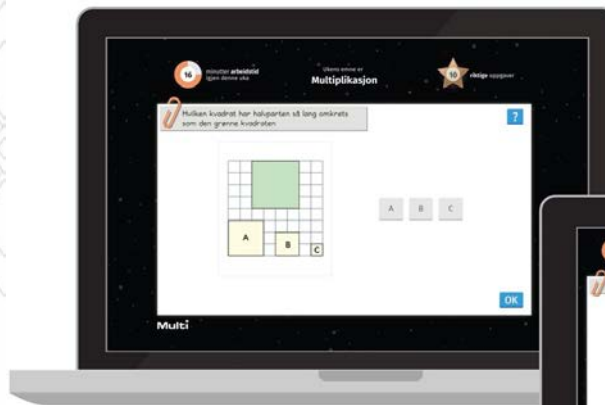 16
minutter arbeidstid
igjen denne uka
Ukens emne er
Multiplikasjon
10
riktige oppgaver
Hvilken kvadrat har halvparten så lang omkrets
som den grønne kvadraten
?
A
B
C
A
B
C
OK
Multi